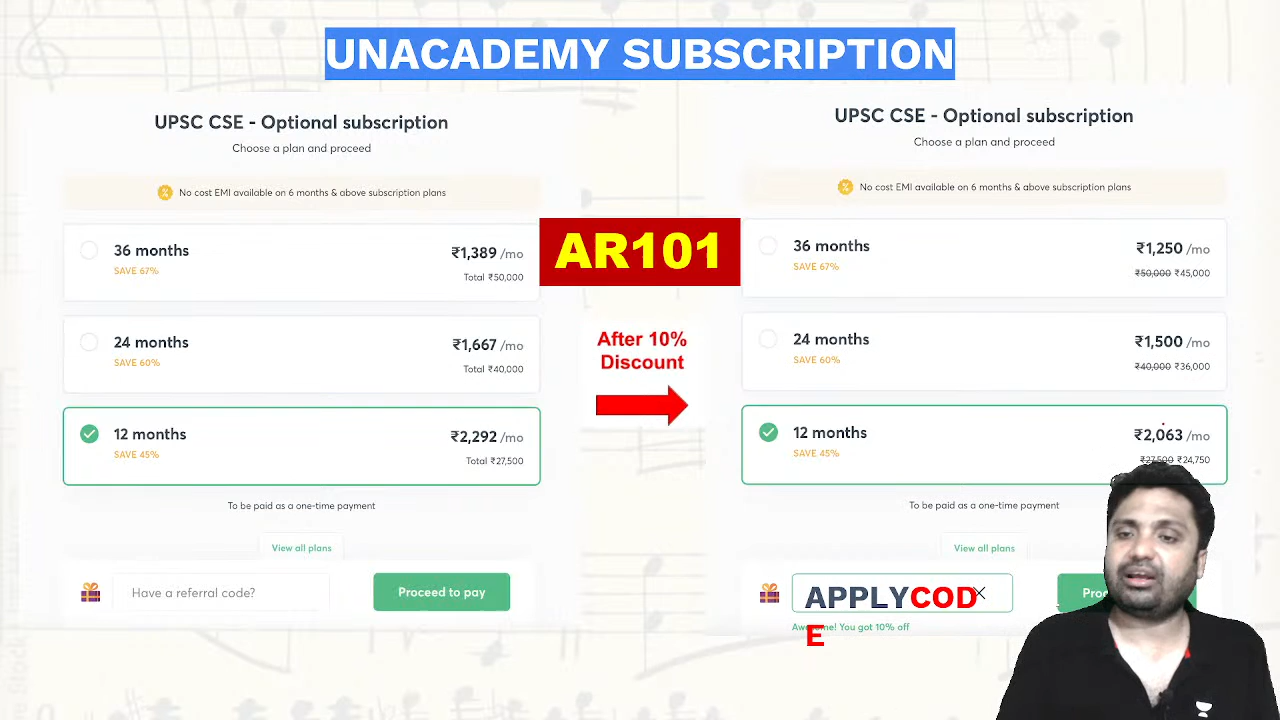 UNACADEMY SUBSCRIPTION
UPSC CSE - Optional subscription
Choose a plan and proceed
No cost EMI available on 6 months & above subscription plans
36 months
₹1,389 /mo
SAVE 67%
Total ₹50,000
24 months
₹1,667 /mo
SAVE 60%
Total ₹40,000
12 months
₹2,292 /mo
SAVE 45%
Total ₹27,500
To be paid as a one-time payment
View all plans
Have a referral code?
Proceed to pay
AR101
After 10%
Discount
UPSC CSE - Optional subscription
Choose a plan and proceed
No cost EMI available on 6 months & above subscription plans
36 months
₹1,250 /mo
SAVE 67%
₹50,000 ₹45,000
24 months
₹1,500 /mo
SAVE 60%
₹40,000 ₹36,000
12 months
₹2,063 /mo
SAVE 45%
₹27,500 ₹24,750
To be paid as a one-time payment
View all plans
APPLYCOD
E
You got 10% off